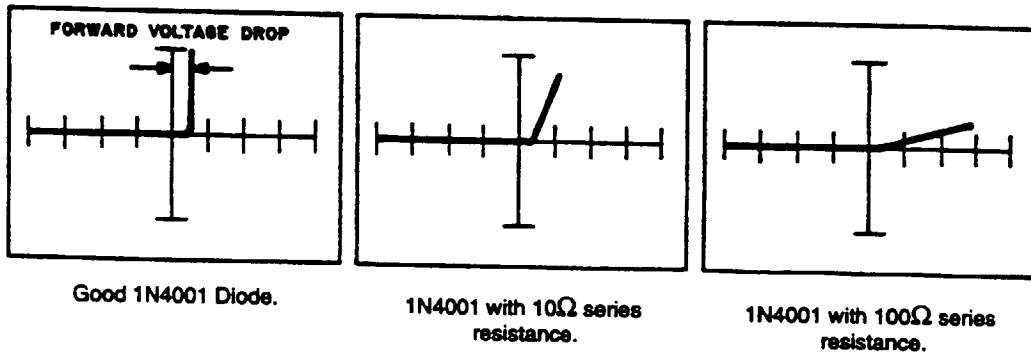 FORWARD VOLTAGE DROP
Good 1N4001 Diode.
1N4001 with 10Ω series
resistance.
1N4001 with 100Ω series
resistance.